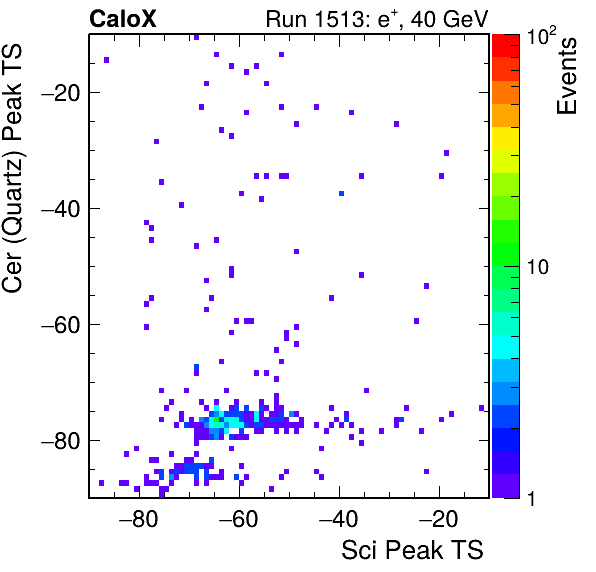 CaloX Run 1513: e⁺, 40 GeV
Cer (Quartz) Peak TS
−20
−40
−60
−80
−80 −60 −40 −20
Sci Peak TS
10²
10
1
Events